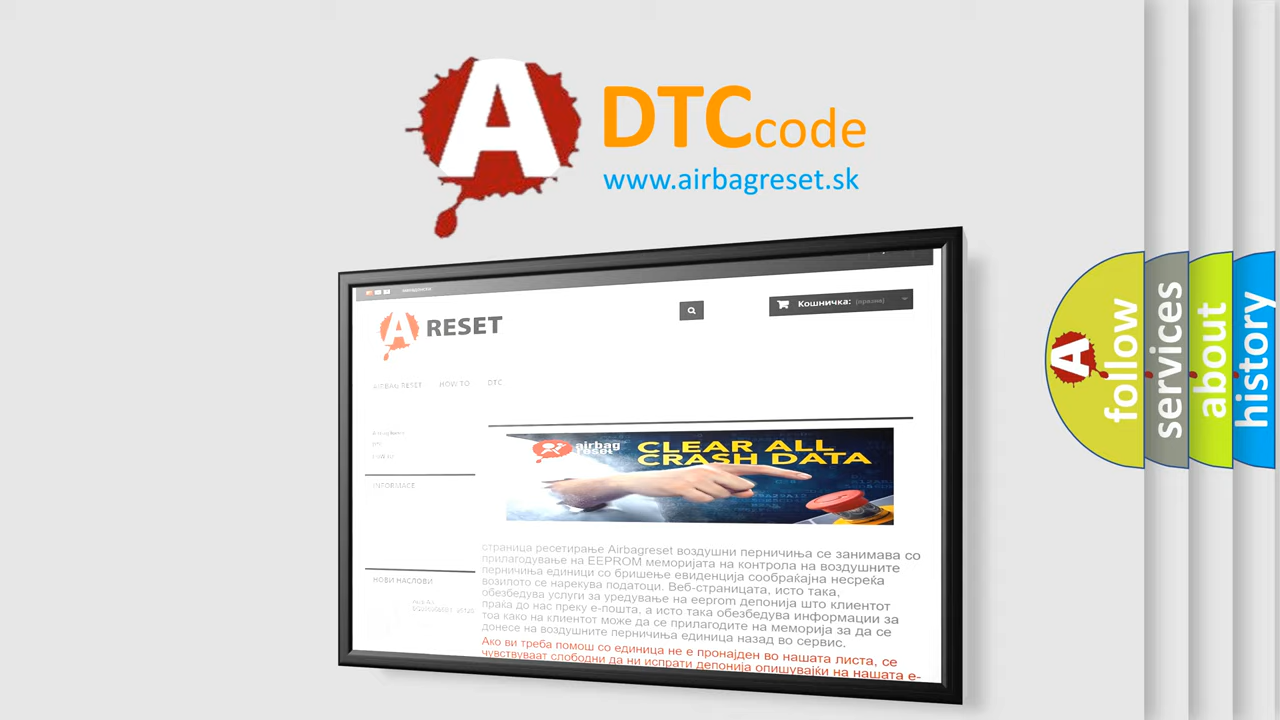 A DTCcode
www.airbagreset.sk
A RESET
Кошничка: (празна)
AIRBAG RESET HOW TO DTC
INFORMACE
НОВИ НАСЛОВИ
airbag
reset
CLEAR ALL
CRASH DATA
страница ресетирање Airbagreset воздушни перничиња се занимава со
прилагодување на EEPROM меморијата на контрола на воздушните
перничиња единици со бришење евиденција сообраќајна несреќа
возилото се нарекува податоци. Веб-страницата, исто така,
обезбедува услуги за уредување на eeprom депонија што клиентот
праќа до нас преку е-пошта, а исто така обезбедува информации за
тоа како на клиентот може да се прилагодите на меморија за да се
донесе на воздушните перничиња единица назад во сервис.
Ако ви треба помош со единица не е пронајден во нашата листа, се
чувствуваат слободни да ни испрати депонија опишувајќи на нашата е-
A follow
services
about
history